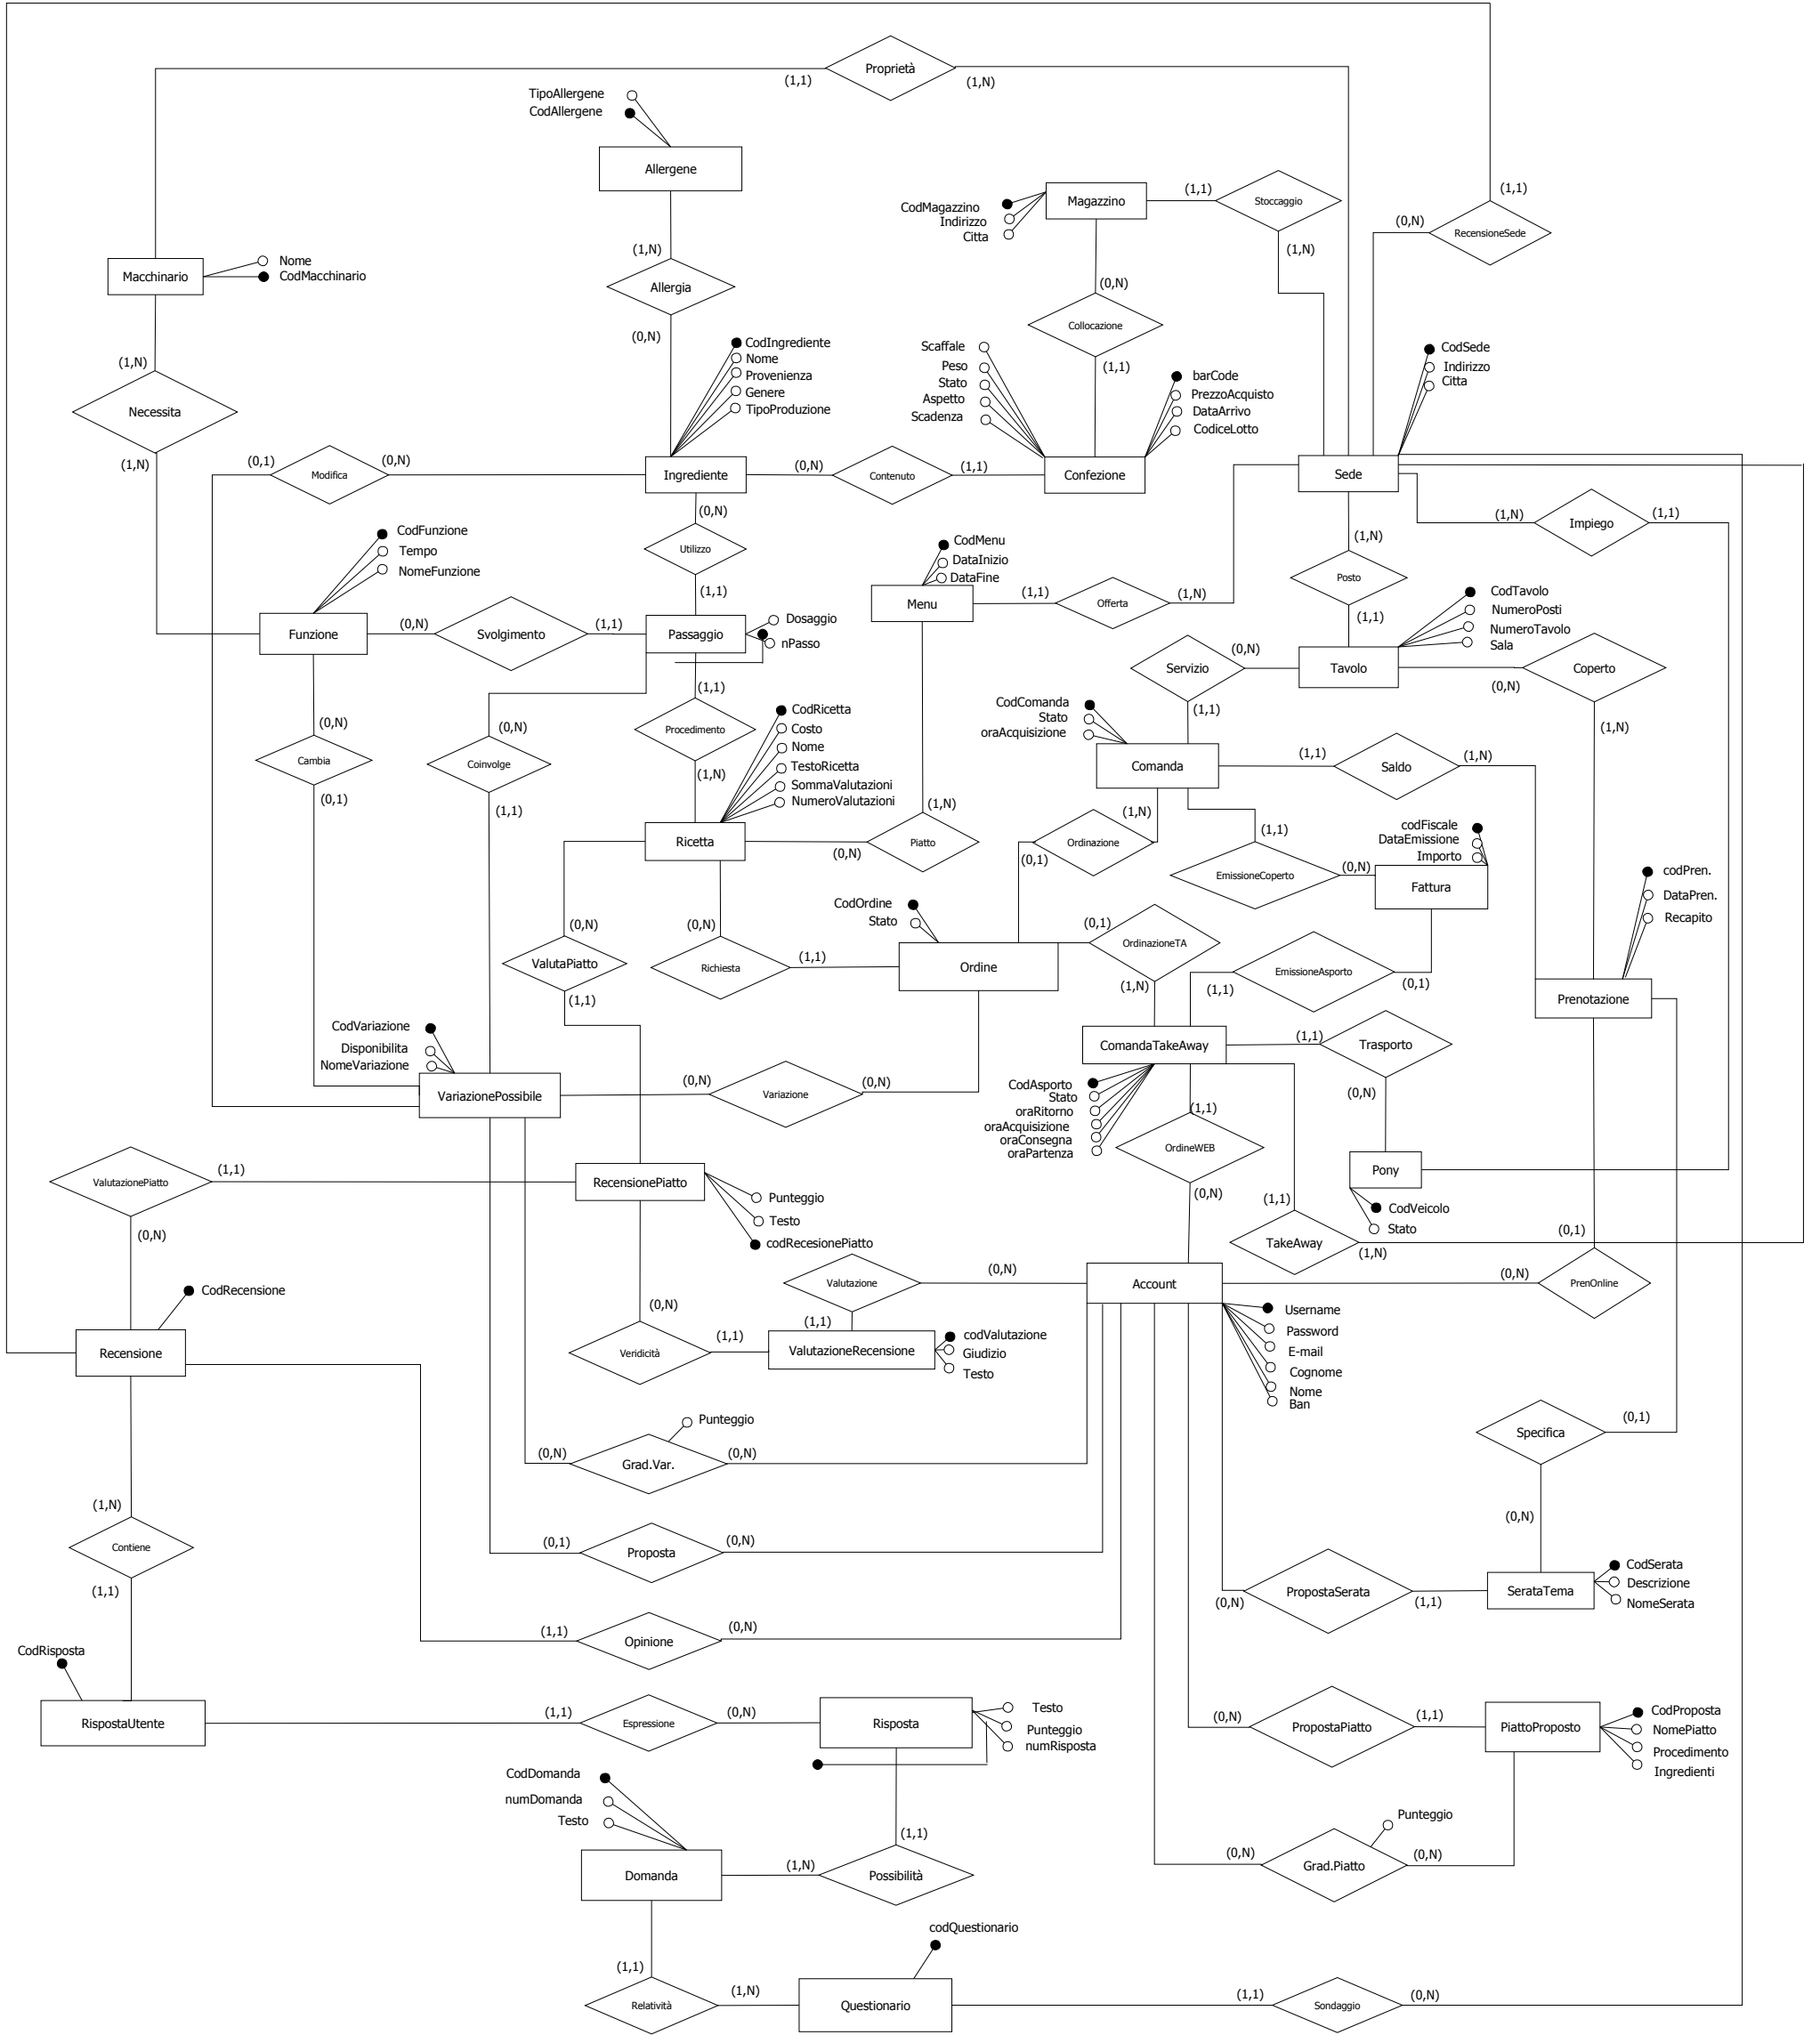 Proprietà
(1,1)
(1,N)
TipoAllergene
CodAllergene
Allergene
Magazzino
CodMagazzino
Indirizzo
Citta
(1,1)
Stoccaggio
(1,N)
(1,1)
(0,N)
RecensioneSede
(1,N)
Allergia
(0,N)
Macchinario
Nome
CodMacchinario
(0,N)
Collocazione
(1,1)
CodIngrediente
Nome
Provenienza
Genere
TipoProduzione
Scaffale
Peso
Stato
Aspetto
Scadenza
barCode
PrezzoAcquisto
DataArrivo
CodiceLotto
CodSede
Indirizzo
Citta
(1,N)
Necessita
(1,N)
(0,1)
Modifica
(0,N)
Ingrediente
(0,N)
Contenuto
(1,1)
Confezione
Sede
(1,N)
Impiego
(1,1)
(0,N)
Utilizzo
(1,1)
CodFunzione
Tempo
NomeFunzione
CodMenu
DataInizio
DataFine
Menu
(1,1)
Offerta
(1,N)
(1,N)
Posto
(1,1)
CodTavolo
NumeroPosti
NumeroTavolo
Sala
Funzione
(0,N)
Svolgimento
(1,1)
Passaggio
Dosaggio
nPasso
(0,N)
Servizio
(1,1)
Tavolo
(0,N)
Coperto
(1,N)
(0,N)
Cambia
(0,1)
(0,N)
Coinvolge
(1,1)
(1,1)
Procedimento
(1,N)
CodRicetta
Costo
Nome
TestoRicetta
SommaValutazioni
NumeroValutazioni
CodComanda
Stato
oraAcquisizione
Comanda
(1,1)
Saldo
(1,N)
Ricetta
(0,N)
Piatto
(1,N)
(1,N)
Ordinazione
(0,1)
(1,1)
EmissioneCoperto
(0,N)
codFiscale
DataEmissione
Importo
Fattura
codPren.
DataPren.
Recapito
Prenotazione
(0,N)
ValutaPiatto
(1,1)
(0,N)
Richiesta
(1,1)
CodOrdine
Stato
Ordine
(0,1)
OrdinazioneTA
(1,N)
(1,1)
EmissioneAsporto
(0,1)
CodVariazione
Disponibilita
NomeVariazione
VariazionePossibile
(0,N)
Variazione
(0,N)
ComandaTakeAway
(1,1)
Trasporto
(0,N)
CodAsporto
Stato
oraRitorno
oraAcquisizione
oraConsegna
oraPartenza
(1,1)
OrdineWEB
(0,N)
Pony
CodVeicolo
Stato
(1,1)
TakeAway
(1,N)
(0,1)
PrenOnline
(0,N)
ValutazionePiatto
(1,1)
(0,N)
RecensionePiatto
Punteggio
Testo
codRecesionePiatto
Valutazione
(0,N)
(1,1)
Account
Username
Password
E-mail
Cognome
Nome
Ban
CodRecensione
Recensione
(0,N)
Veridicità
(1,1)
ValutazioneRecensione
codValutazione
Giudizio
Testo
Punteggio
(0,N)
Grad.Var.
(0,N)
Specifica
(0,1)
(0,N)
(1,N)
Contiene
(1,1)
(0,1)
Proposta
(0,N)
(0,N)
PropostaSerata
(1,1)
SerataTema
CodSerata
Descrizione
NomeSerata
(1,1)
Opinione
(0,N)
CodRisposta
RispostaUtente
(1,1)
Espressione
(0,N)
Risposta
Testo
Punteggio
numRisposta
(0,N)
PropostaPiatto
(1,1)
PiattoProposto
CodProposta
NomePiatto
Procedimento
Ingredienti
CodDomanda
numDomanda
Testo
Domanda
(1,N)
Possibilità
(1,1)
Punteggio
(0,N)
Grad.Piatto
(0,N)
(1,1)
Relatività
(1,N)
codQuestionario
Questionario
(1,1)
Sondaggio
(0,N)